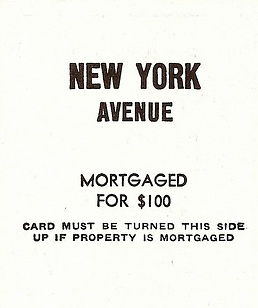 NEW YORK
AVENUE
MORTGAGED
FOR $100
CARD MUST BE TURNED THIS SIDE
UP IF PROPERTY IS MORTGAGED